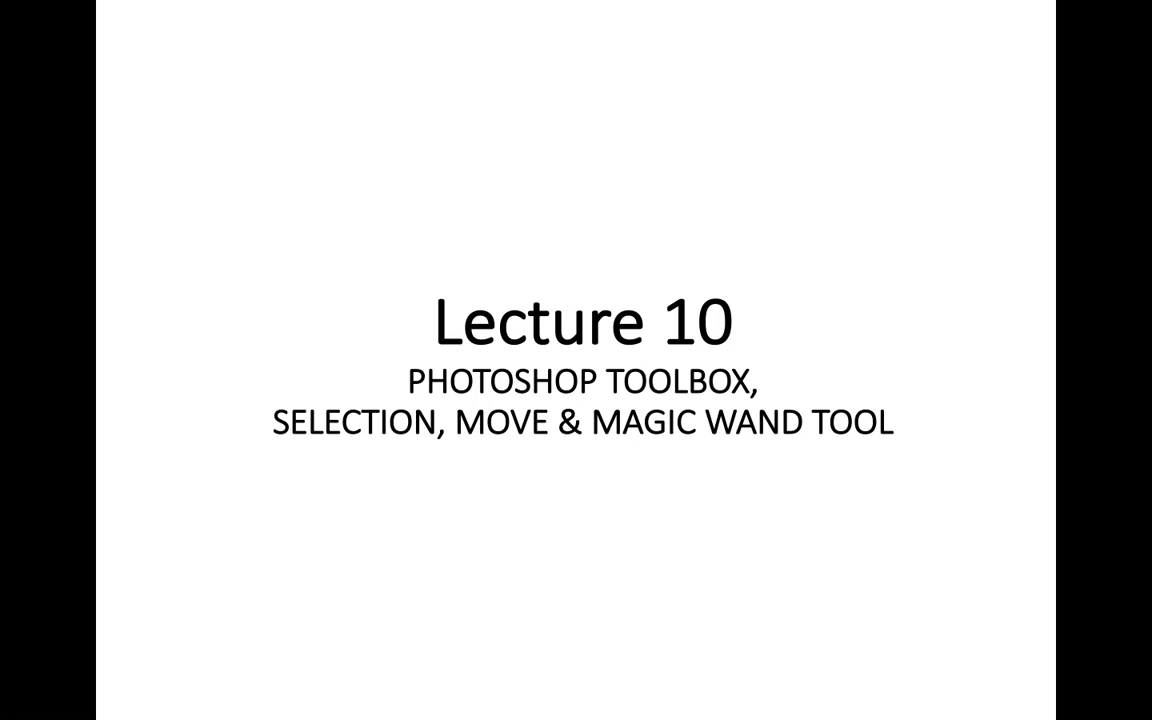 Lecture 10
PHOTOSHOP TOOLBOX,
SELECTION, MOVE & MAGIC WAND TOOL